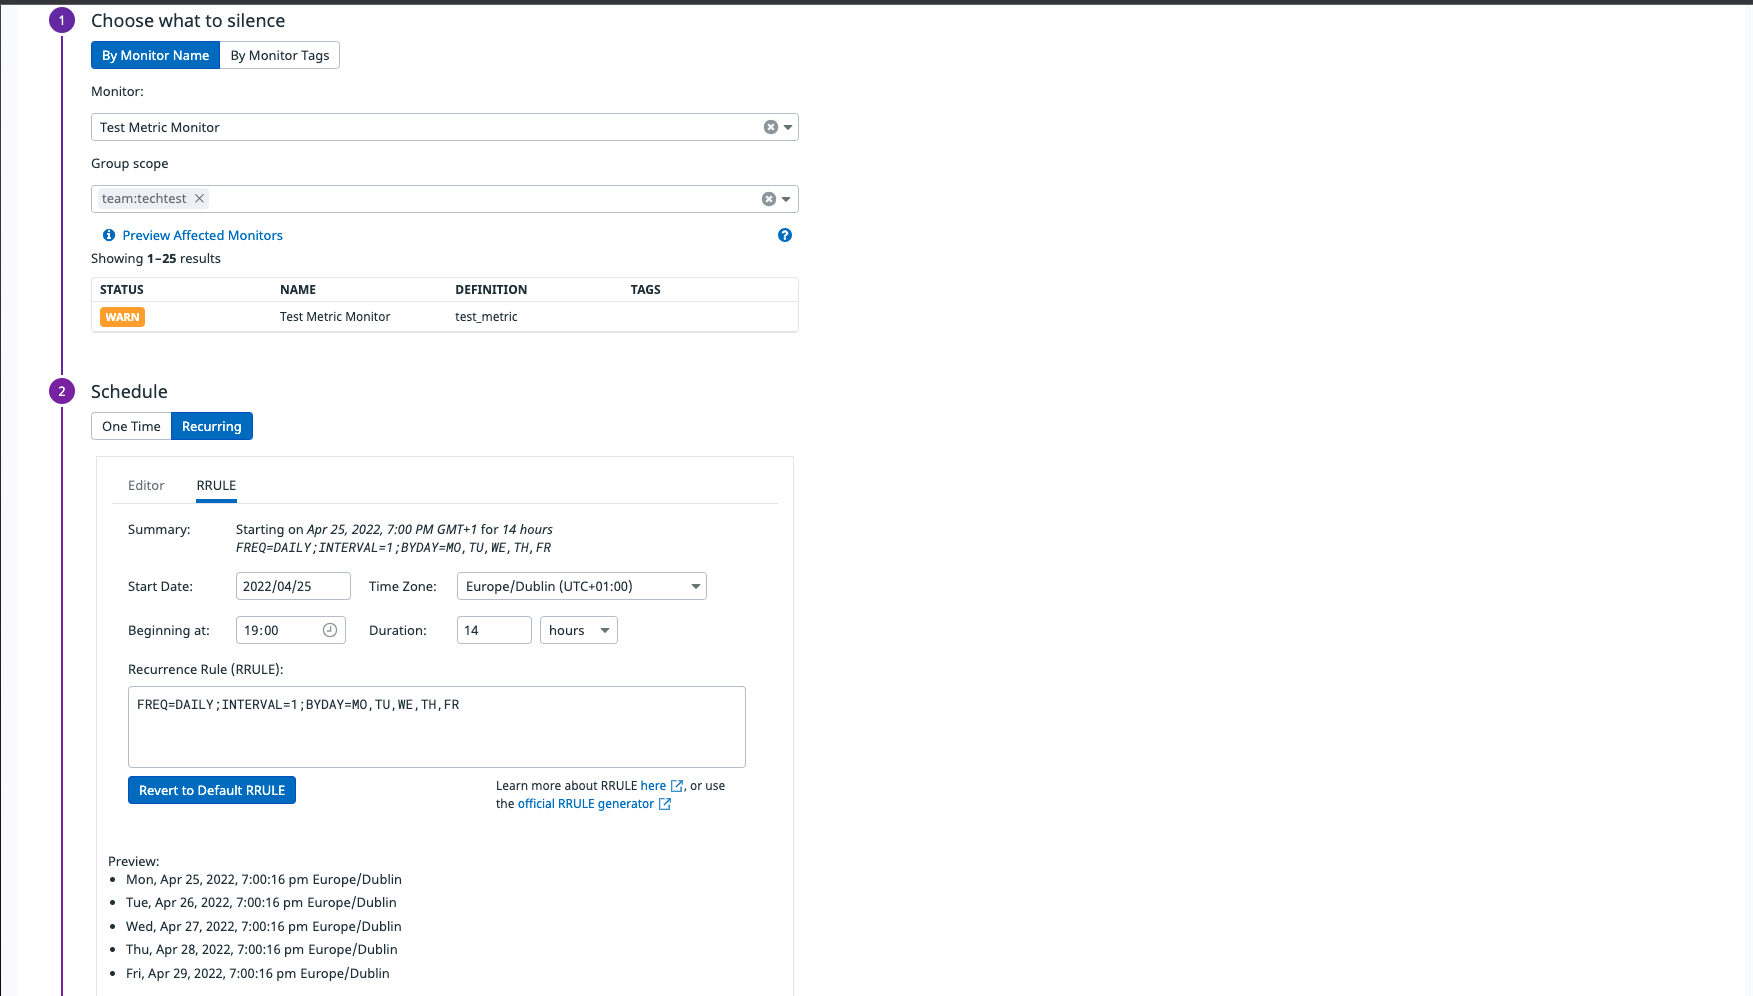 1 Choose what to silence
By Monitor Name By Monitor Tags
Monitor:
Test Metric Monitor
Group scope
team:techtest
Preview Affected Monitors
Showing 1–25 results
STATUS NAME DEFINITION TAGS
WARN Test Metric Monitor test_metric
2 Schedule
One Time Recurring
Editor RRULE
Summary: Starting on Apr 25, 2022, 7:00 PM GMT+1 for 14 hours
FREQ=DAILY;INTERVAL=1;BYDAY=MO,TU,WE,TH,FR
Start Date: 2022/04/25 Time Zone: Europe/Dublin (UTC+01:00)
Beginning at: 19:00 Duration: 14 hours
Recurrence Rule (RRULE):
FREQ=DAILY;INTERVAL=1;BYDAY=MO,TU,WE,TH,FR
Revert to Default RRULE
Learn more about RRULE here, or use
the official RRULE generator
Preview:
• Mon, Apr 25, 2022, 7:00:16 pm Europe/Dublin
• Tue, Apr 26, 2022, 7:00:16 pm Europe/Dublin
• Wed, Apr 27, 2022, 7:00:16 pm Europe/Dublin
• Thu, Apr 28, 2022, 7:00:16 pm Europe/Dublin
• Fri, Apr 29, 2022, 7:00:16 pm Europe/Dublin